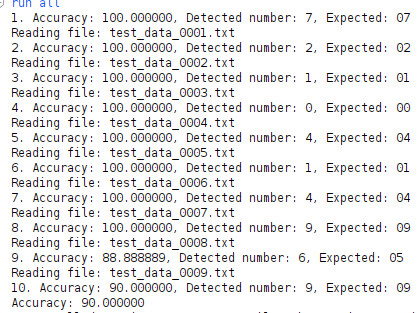 run all
1. Accuracy: 100.000000, Detected number: 7, Expected: 07
Reading file: test_data_0001.txt
2. Accuracy: 100.000000, Detected number: 2, Expected: 02
Reading file: test_data_0002.txt
3. Accuracy: 100.000000, Detected number: 1, Expected: 01
Reading file: test_data_0003.txt
4. Accuracy: 100.000000, Detected number: 0, Expected: 00
Reading file: test_data_0004.txt
5. Accuracy: 100.000000, Detected number: 4, Expected: 04
Reading file: test_data_0005.txt
6. Accuracy: 100.000000, Detected number: 1, Expected: 01
Reading file: test_data_0006.txt
7. Accuracy: 100.000000, Detected number: 4, Expected: 04
Reading file: test_data_0007.txt
8. Accuracy: 100.000000, Detected number: 9, Expected: 09
Reading file: test_data_0008.txt
9. Accuracy: 88.888889, Detected number: 6, Expected: 05
Reading file: test_data_0009.txt
10. Accuracy: 90.000000, Detected number: 9, Expected: 09
Accuracy: 90.000000